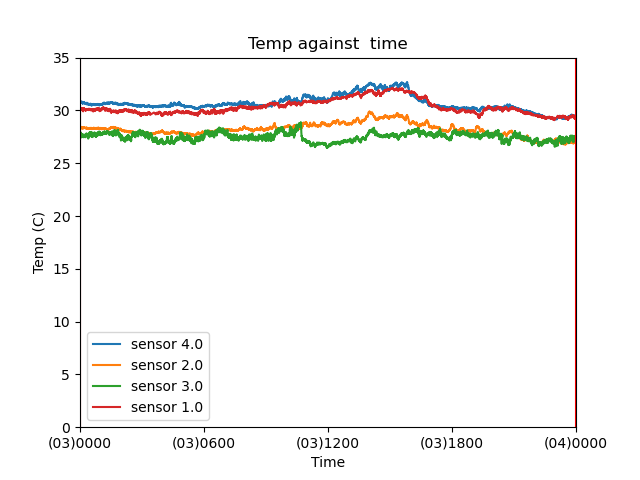 Temp against  time
35
30
25
20
15
10
5
0
Temp (C)
sensor 4.0
sensor 2.0
sensor 3.0
sensor 1.0
(03)0000 (03)0600 (03)1200 (03)1800 (04)0000
Time